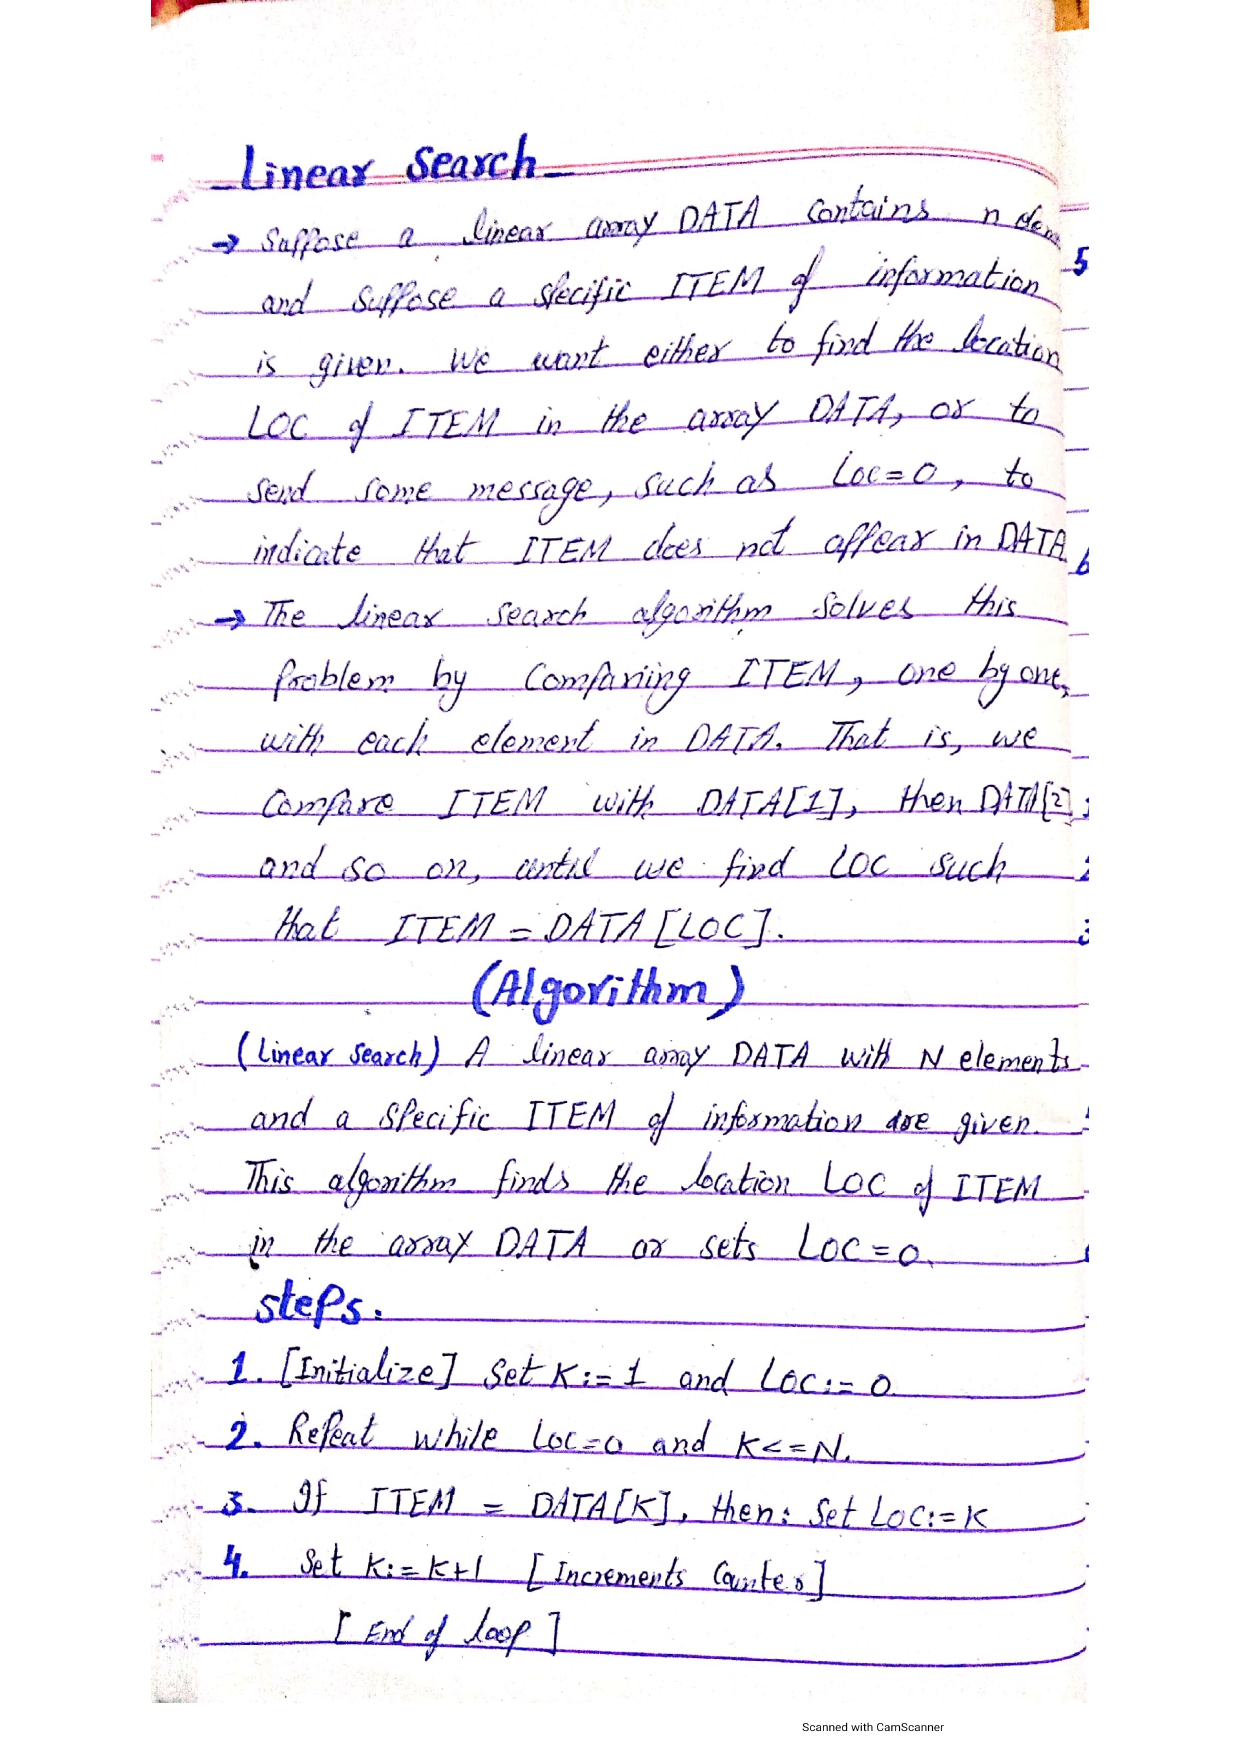 Linear Search
→ Suppose a linear array DATA contains n elem
and suppose a specific ITEM of information
is given. We want either to find the location
LOC of ITEM in the array DATA, or to
send some message, such as Loc=0, to
indicate that ITEM does not appear in DATA
→ The linear search algorithm solves this
problem by Compariing ITEM, one by one,
with each element in DATA. That is, we
Compare ITEM with DATA[1], then DATA[2]
and so on, until we find LOC such
that ITEM = DATA [LOC].
(Algorithm)
(Linear Search) A linear array DATA with N elements
and a specific ITEM of information are given.
This algorithm finds the location LOC of ITEM
in the array DATA or sets LOC = 0.
steps.
1. [Initialize] Set K := 1 and LOC := 0
2. Repeat while Loc=0 and K<=N.
3. If ITEM = DATA[K], then: Set LOC:=K
4. Set K:=K+1 [Increments Counter]
[End of loop]
5
6
1
2
3
Scanned with CamScanner